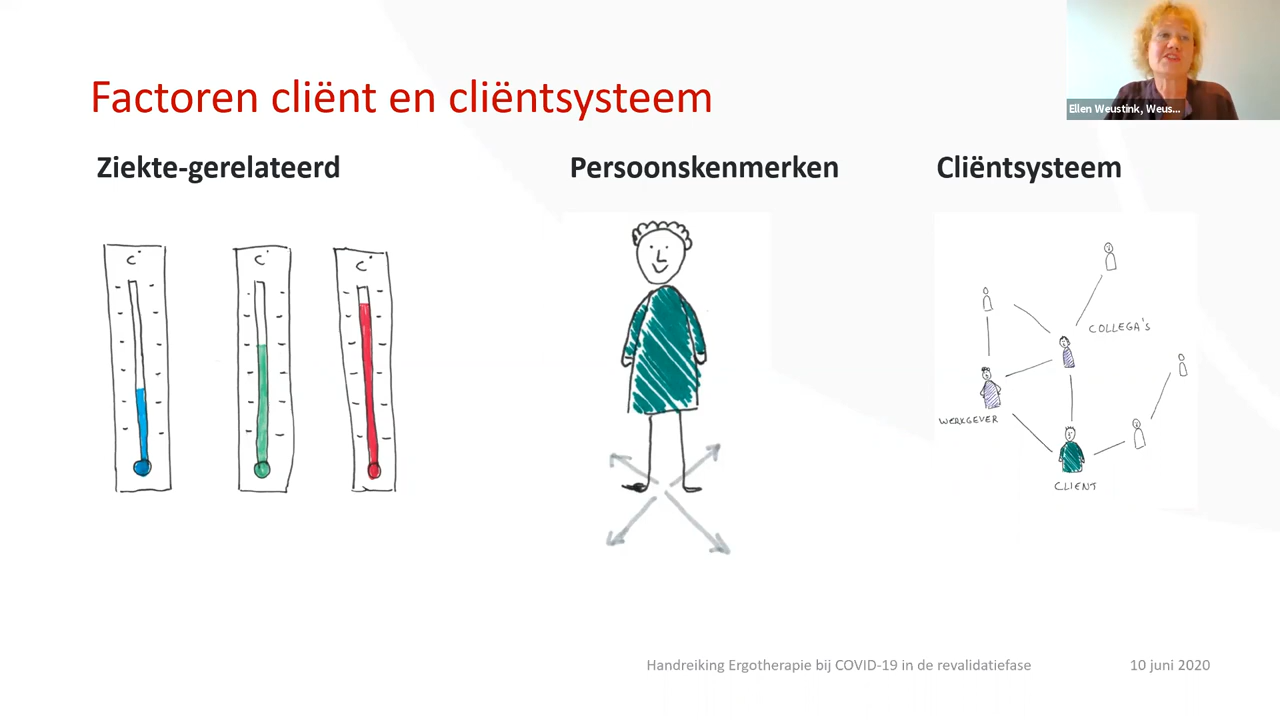 Factoren cliënt en cliëntsysteem
Ellen Weustink, Weus...
Ziekte-gerelateerd
Persoonskenmerken
Cliëntsysteem
C°
C°
C°
COLLEGA'S
WERKGEVER
CLIENT
Handreiking Ergotherapie bij COVID-19 in de revalidatiefase
10 juni 2020